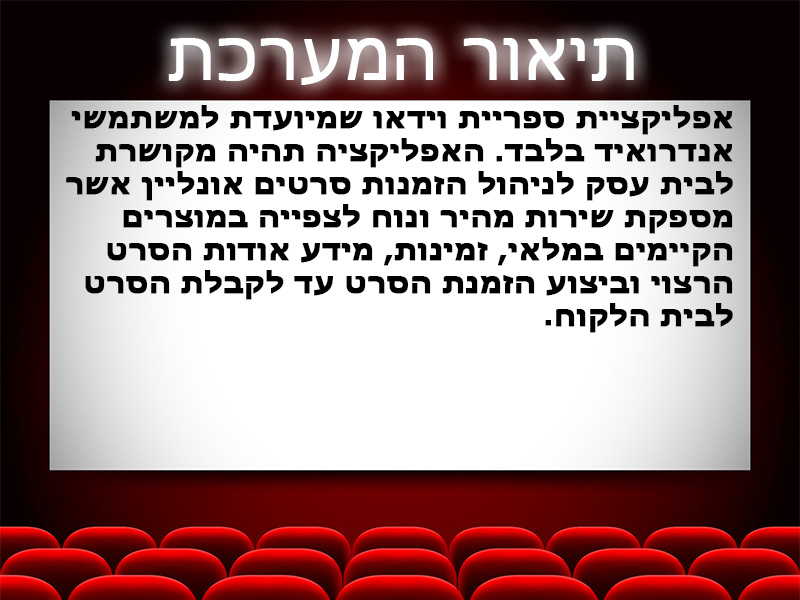 תיאור המערכת
אפליקציית ספריית וידאו שמיועדת למשתמשי
אנדרואיד בלבד. האפליקציה תהיה מקושרת
לבית עסק לניהול הזמנות סרטים אונליין אשר
מספקת שירות מהיר ונוח לצפייה במוצרים
הקיימים במלאי, זמינות, מידע אודות הסרט
הרצוי וביצוע הזמנת הסרט עד לקבלת הסרט
לבית הלקוח.